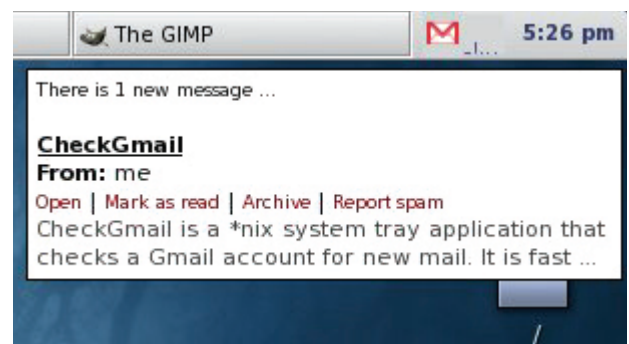 The GIMP
5:26 pm
There is 1 new message ...
CheckGmail
From: me
Open | Mark as read | Archive | Report spam
CheckGmail is a *nix system tray application that
checks a Gmail account for new mail. It is fast ...